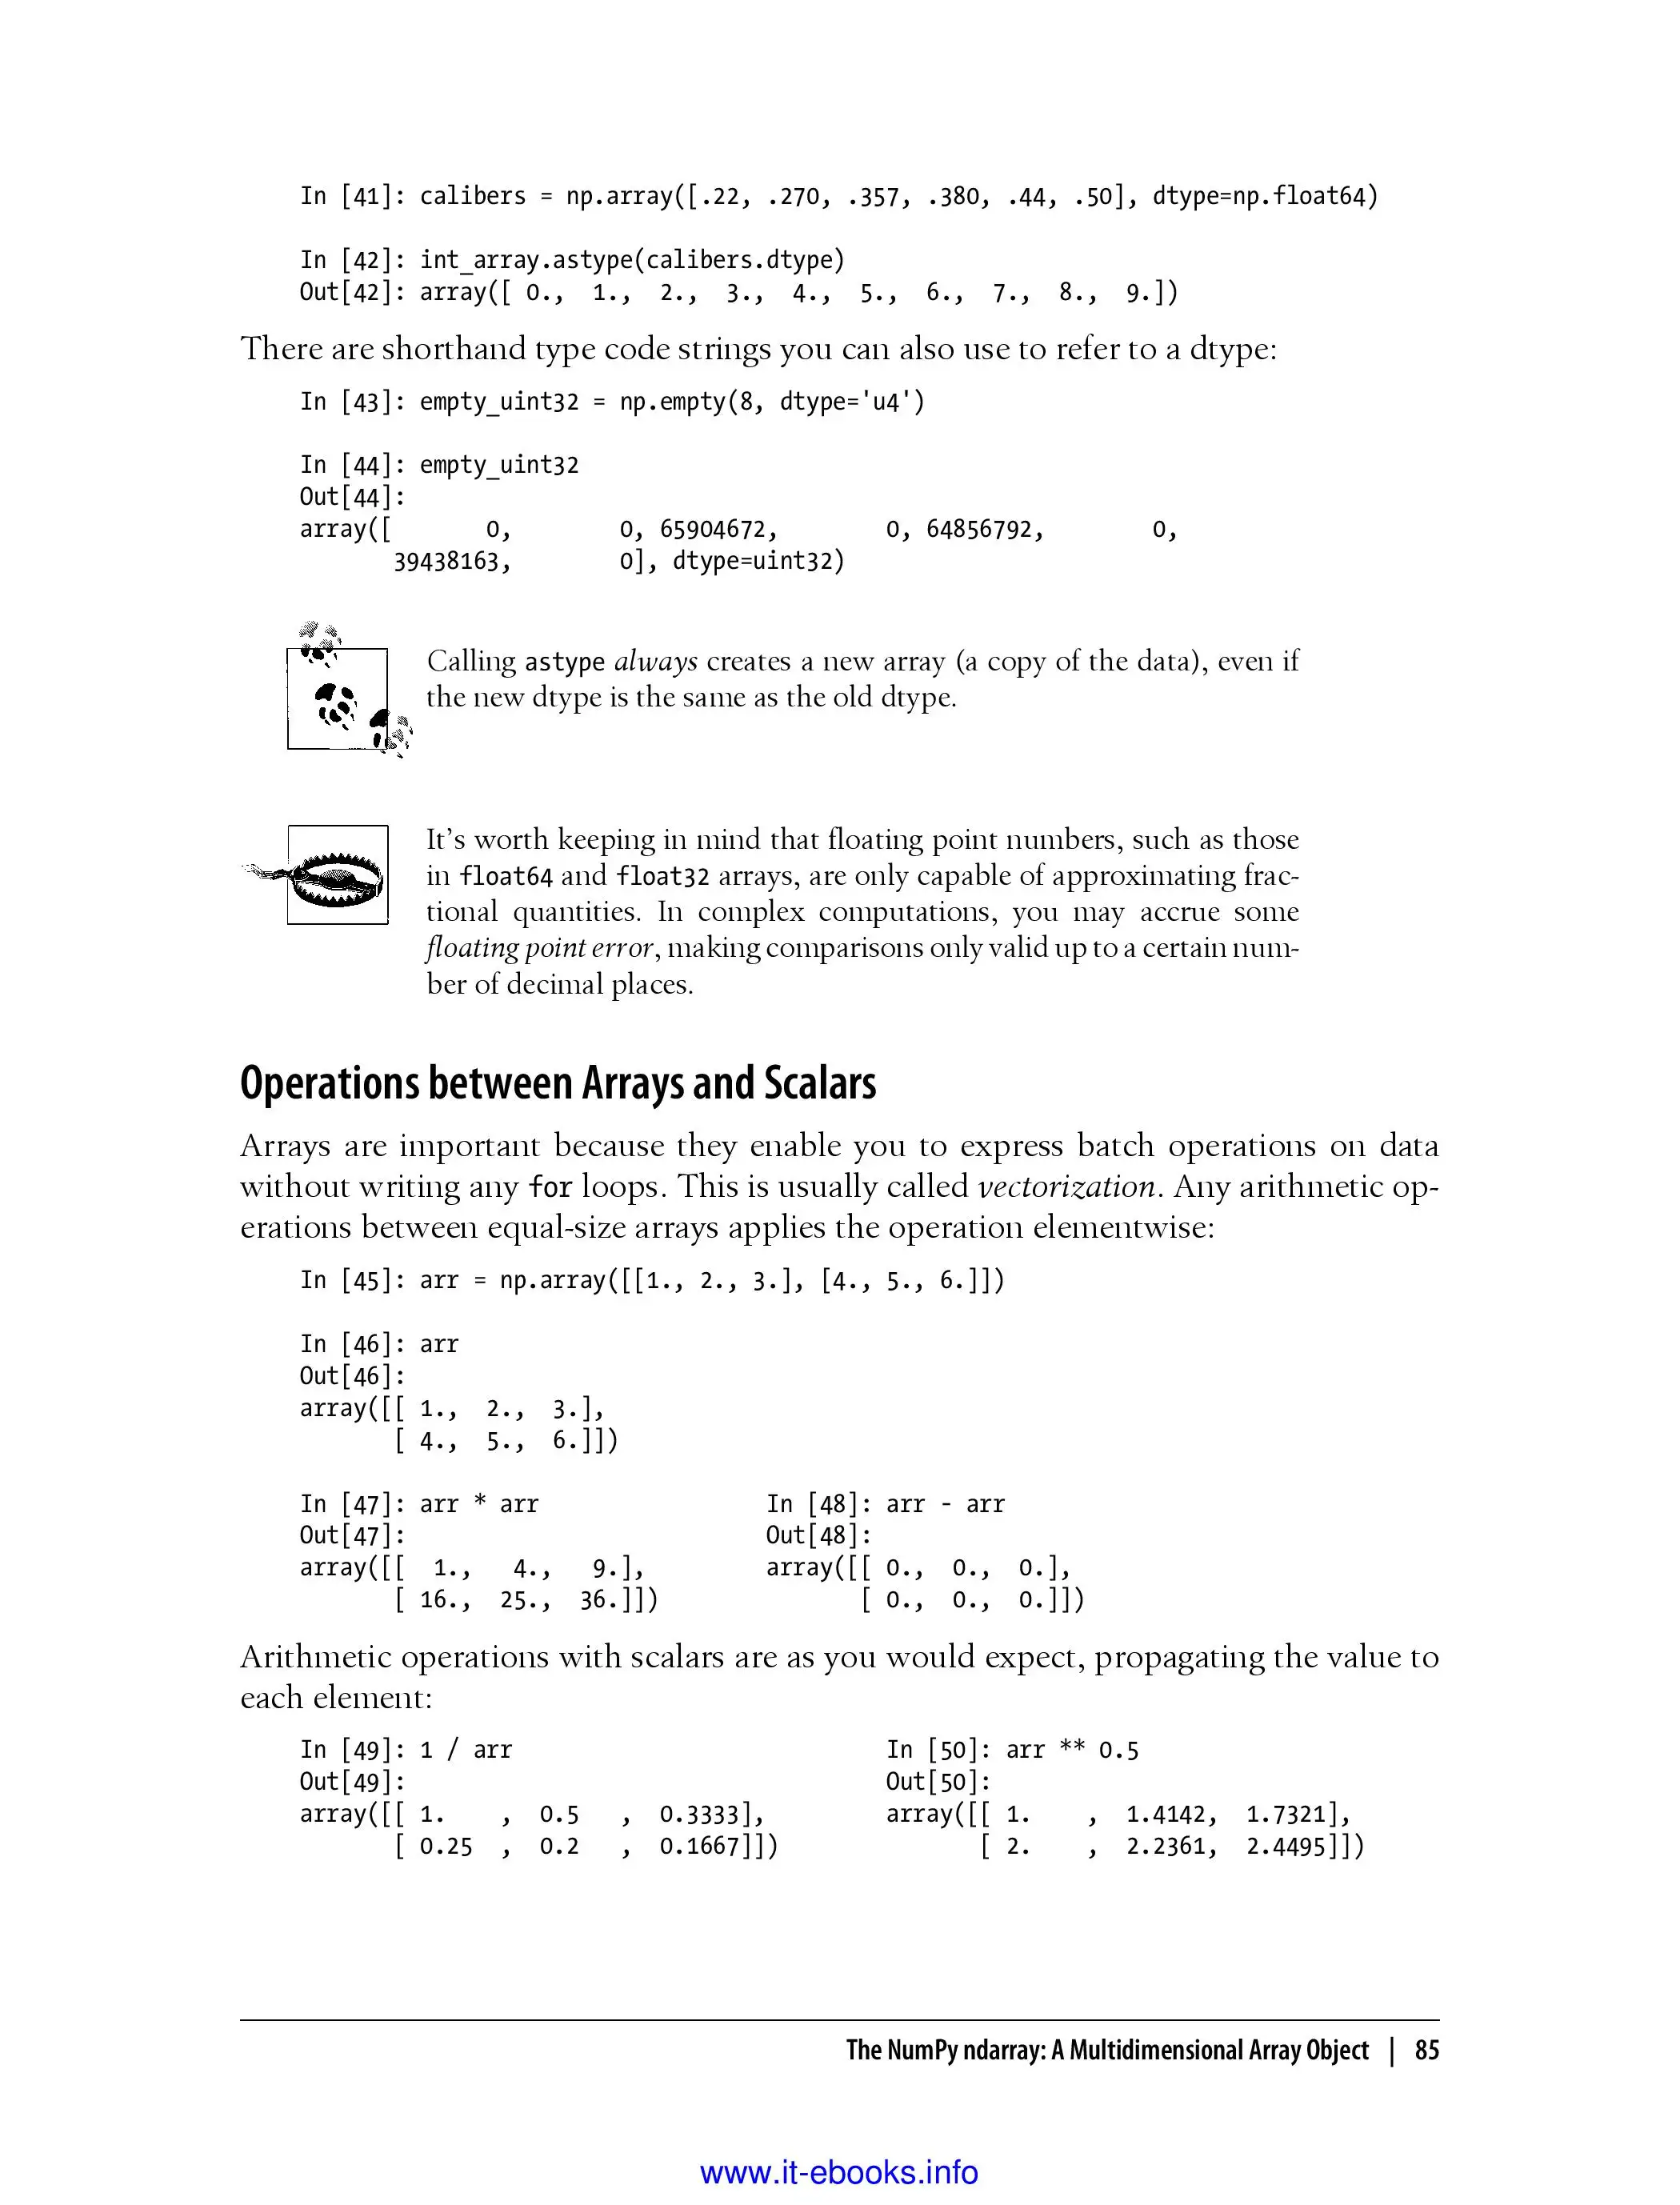 In [41]: calibers = np.array([.22, .270, .357, .380, .44, .50], dtype=np.float64)
In [42]: int_array.astype(calibers.dtype)
Out[42]: array([ 0.,  1.,  2.,  3.,  4.,  5.,  6.,  7.,  8.,  9.])
There are shorthand type code strings you can also use to refer to a dtype:
In [43]: empty_uint32 = np.empty(8, dtype='u4')
In [44]: empty_uint32
Out[44]:
array([       0,        0, 65904672,        0, 64856792,        0,
       39438163,        0], dtype=uint32)
Calling astype always creates a new array (a copy of the data), even if
the new dtype is the same as the old dtype.
It’s worth keeping in mind that floating point numbers, such as those
in float64 and float32 arrays, are only capable of approximating frac-
tional quantities. In complex computations, you may accrue some
floating point error, making comparisons only valid up to a certain num-
ber of decimal places.
Operations between Arrays and Scalars
Arrays are important because they enable you to express batch operations on data
without writing any for loops. This is usually called vectorization. Any arithmetic op-
erations between equal-size arrays applies the operation elementwise:
In [45]: arr = np.array([[1., 2., 3.], [4., 5., 6.]])
In [46]: arr
Out[46]:
array([[ 1.,  2.,  3.],
       [ 4.,  5.,  6.]])
In [47]: arr * arr                 In [48]: arr - arr
Out[47]:                           Out[48]:
array([[  1.,   4.,   9.],         array([[ 0.,  0.,  0.],
       [ 16.,  25.,  36.]])               [ 0.,  0.,  0.]])
Arithmetic operations with scalars are as you would expect, propagating the value to
each element:
In [49]: 1 / arr                            In [50]: arr ** 0.5
Out[49]:                                    Out[50]:
array([[ 1.    ,  0.5   ,  0.3333],         array([[ 1.    ,  1.4142,  1.7321],
       [ 0.25  ,  0.2   ,  0.1667]])               [ 2.    ,  2.2361,  2.4495]])
The NumPy ndarray: A Multidimensional Array Object | 85
www.it-ebooks.info